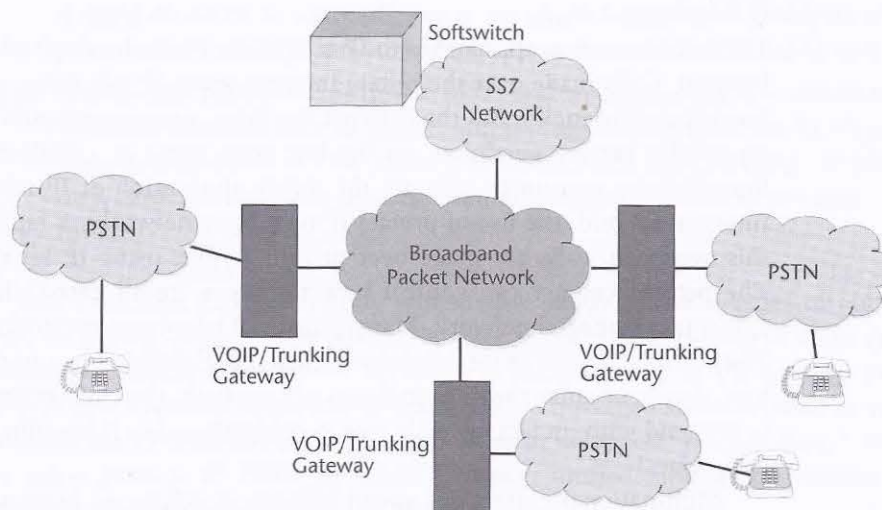 Softswitch
SS7
Network
PSTN
Broadband
Packet Network
PSTN
VOIP/Trunking
Gateway
VOIP/Trunking
Gateway
VOIP/Trunking
Gateway
PSTN